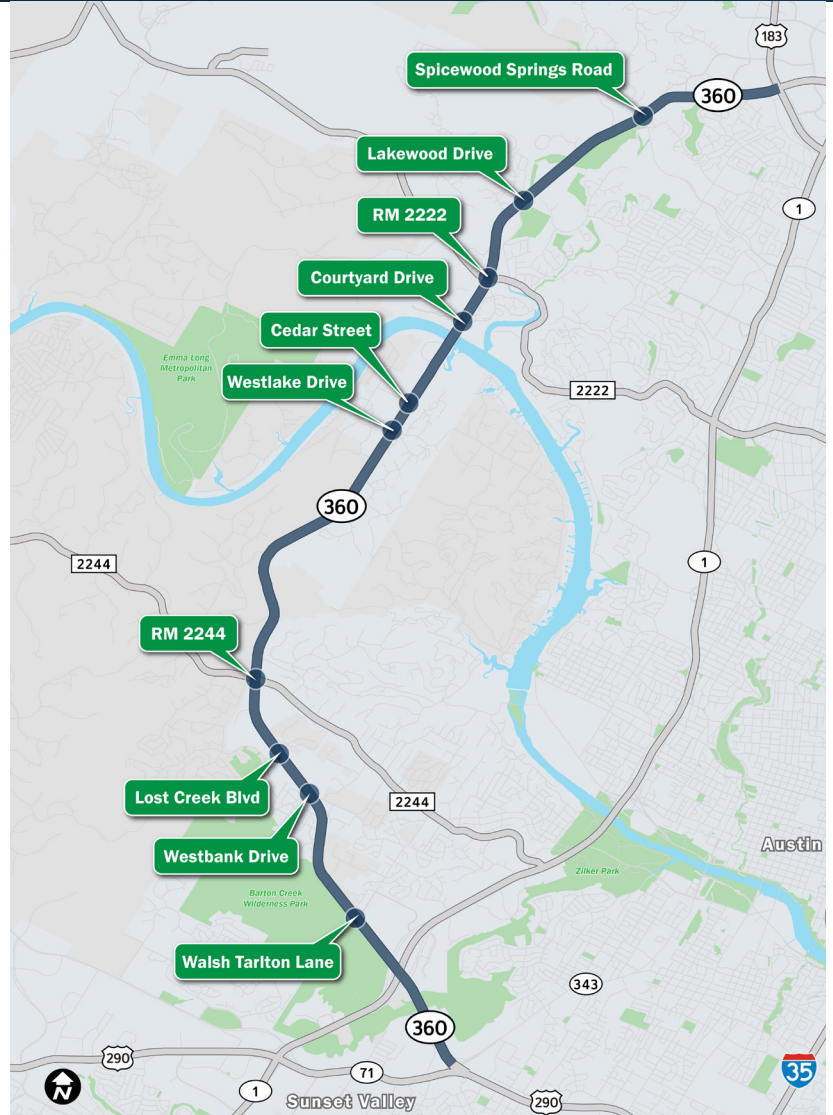 183
Spicewood Springs Road
360
Lakewood Drive
1
RM 2222
Courtyard Drive
Cedar Street
Emma Long
Metropolitan
Park
Westlake Drive
2222
360
2244
1
RM 2244
Lost Creek Blvd
2244
Westbank Drive
Austin
Zilker Park
Barton Creek
Wilderness Park
Walsh Tarlton Lane
343
360
290
71
35
N
1
Sunset Valley
290